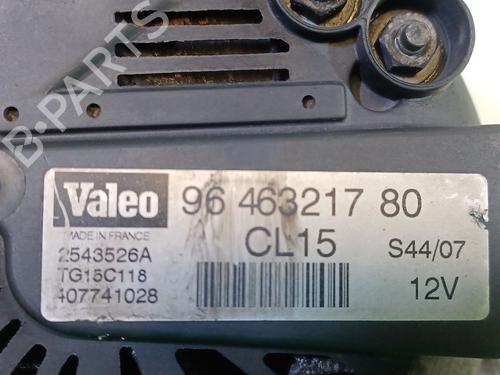 B-PARTS
Valeo
96 463217 80
MADE IN FRANCE
CL15
S44/07
2543526A
TG15C118
407741028
12V